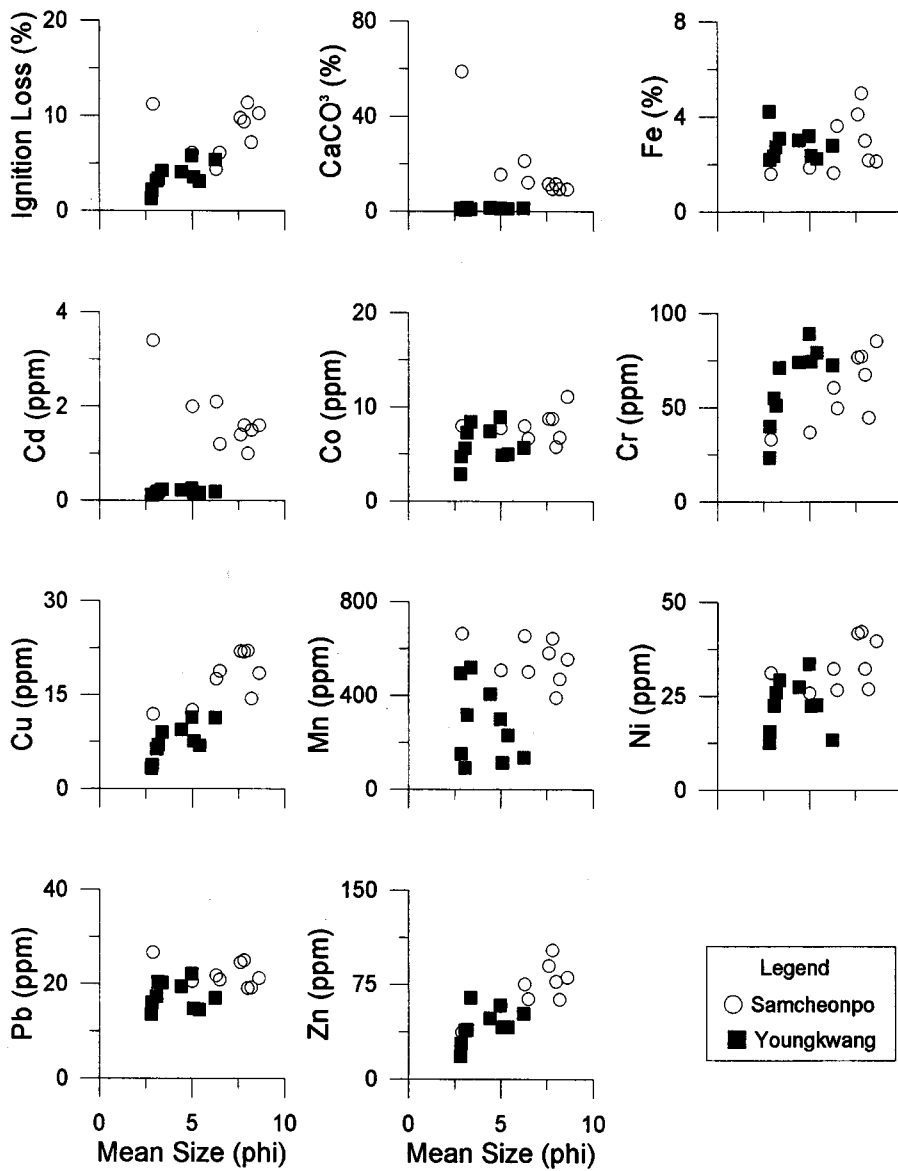 Ignition Loss (%)
20
10
0
CaCO³ (%)
80
40
0
Fe (%)
8
4
0
Cd (ppm)
4
2
0
Co (ppm)
20
10
0
Cr (ppm)
100
50
0
Cu (ppm)
30
15
0
Mn (ppm)
800
400
0
Ni (ppm)
50
25
0
Pb (ppm)
40
20
0
0 5 10
Mean Size (phi)
Zn (ppm)
150
75
0
0 5 10
Mean Size (phi)
Legend
Samcheonpo
Youngkwang